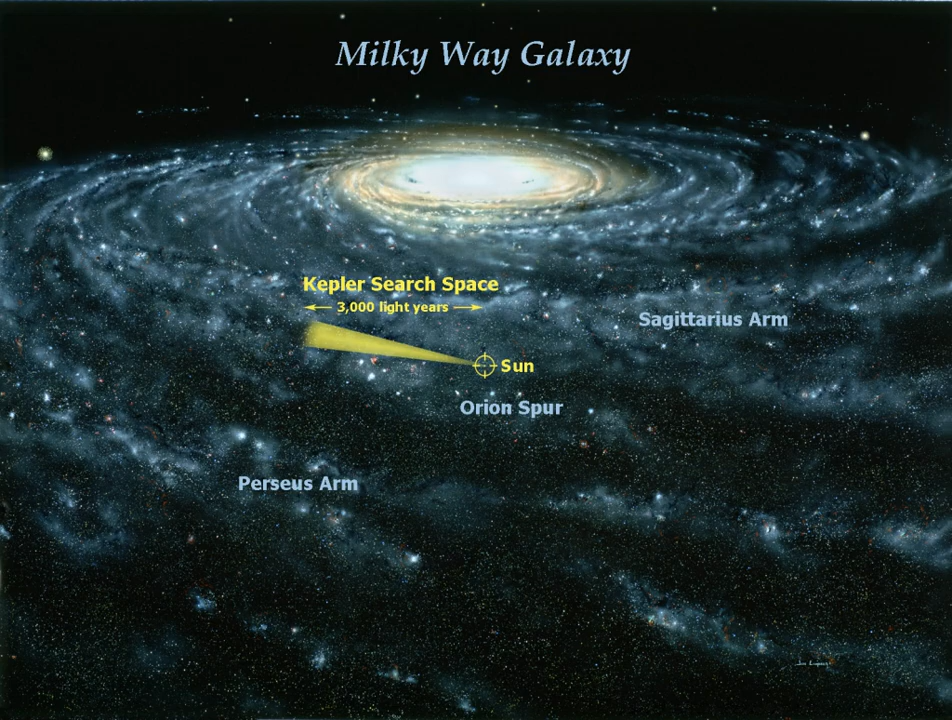 Milky Way Galaxy
Kepler Search Space
3,000 light years
Sagittarius Arm
Sun
Orion Spur
Perseus Arm